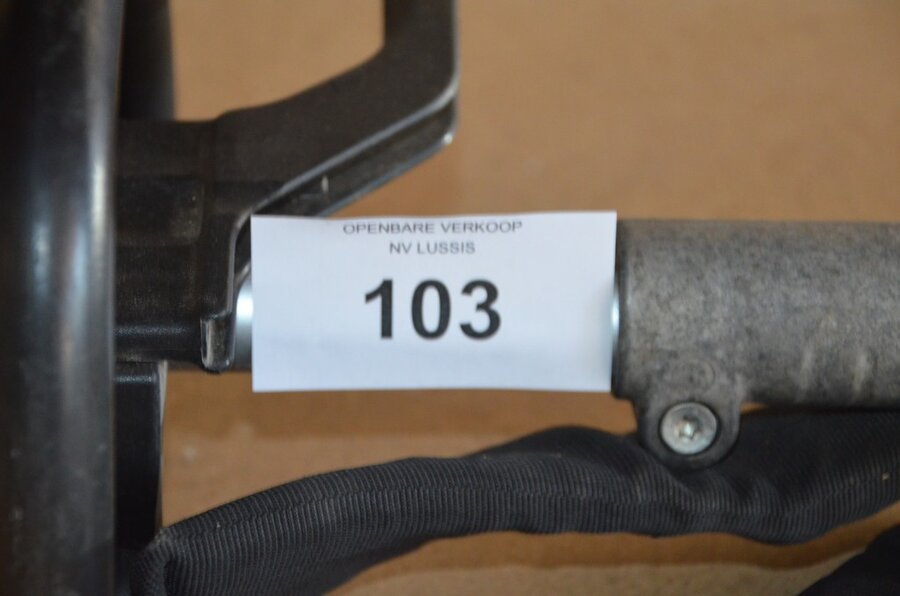 OPENBARE VERKOOP
NV LUSSIS
103